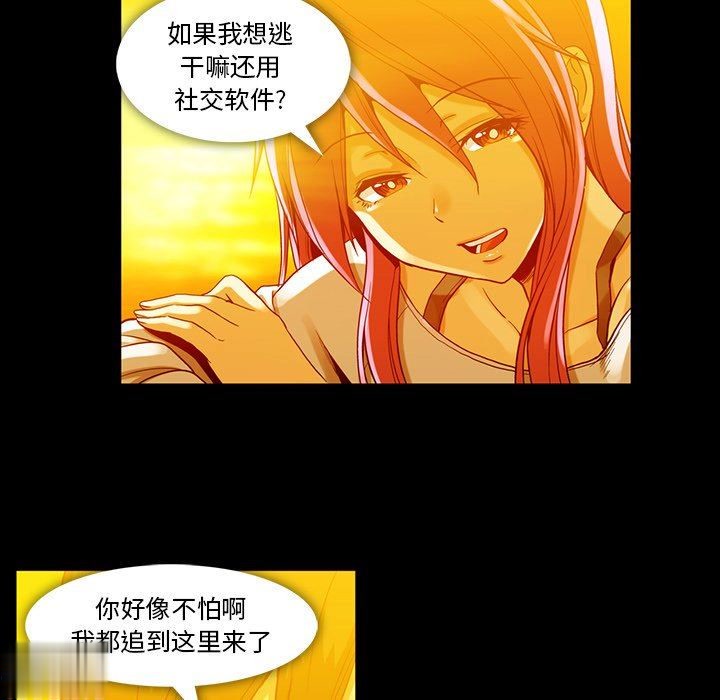 如果我想逃
干嘛还用
社交软件?
你好像不怕啊
我都追到这里来了